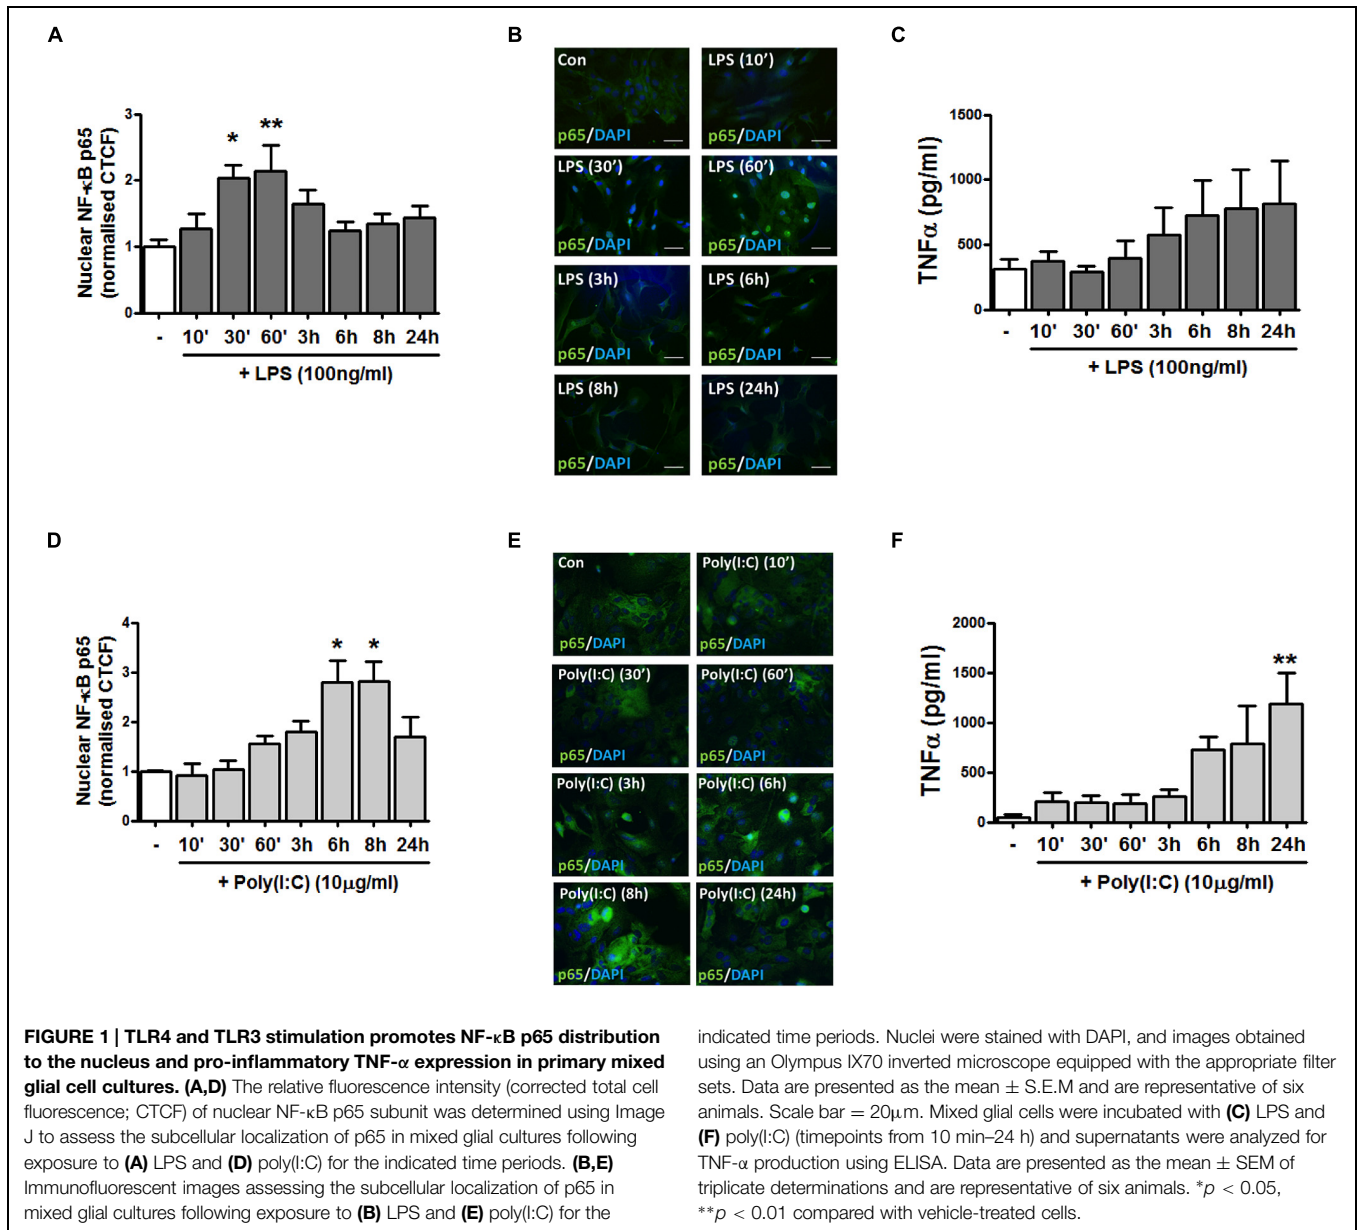 A
Nuclear NF-κB p65
(normalised CTCF)
3
2
1
0
*
**
- 10' 30' 60' 3h 6h 8h 24h
+ LPS (100ng/ml)
B
Con
p65/DAPI
LPS (10')
p65/DAPI
LPS (30')
p65/DAPI
LPS (60')
p65/DAPI
LPS (3h)
p65/DAPI
LPS (6h)
p65/DAPI
LPS (8h)
p65/DAPI
LPS (24h)
p65/DAPI
C
TNFα (pg/ml)
1500
1000
500
0
- 10' 30' 60' 3h 6h 8h 24h
+ LPS (100ng/ml)
D
Nuclear NF-κB p65
(normalised CTCF)
4
3
2
1
0
*
*
- 10' 30' 60' 3h 6h 8h 24h
+ Poly(I:C) (10μg/ml)
E
Con
p65/DAPI
Poly(I:C) (10')
p65/DAPI
Poly(I:C) (30')
p65/DAPI
Poly(I:C) (60')
p65/DAPI
Poly(I:C) (3h)
p65/DAPI
Poly(I:C) (6h)
p65/DAPI
Poly(I:C) (8h)
p65/DAPI
Poly(I:C) (24h)
p65/DAPI
F
TNFα (pg/ml)
2000
1500
1000
500
0
**
- 10' 30' 60' 3h 6h 8h 24h
+ Poly(I:C) (10μg/ml)
FIGURE 1 | TLR4 and TLR3 stimulation promotes NF-κB p65 distribution
to the nucleus and pro-inflammatory TNF-α expression in primary mixed
glial cell cultures. (A,D) The relative fluorescence intensity (corrected total cell
fluorescence; CTCF) of nuclear NF-κB p65 subunit was determined using Image
J to assess the subcellular localization of p65 in mixed glial cultures following
exposure to (A) LPS and (D) poly(I:C) for the indicated time periods. (B,E)
Immunofluorescent images assessing the subcellular localization of p65 in
mixed glial cultures following exposure to (B) LPS and (E) poly(I:C) for the
indicated time periods. Nuclei were stained with DAPI, and images obtained
using an Olympus IX70 inverted microscope equipped with the appropriate filter
sets. Data are presented as the mean ± S.E.M and are representative of six
animals. Scale bar = 20μm. Mixed glial cells were incubated with (C) LPS and
(F) poly(I:C) (timepoints from 10 min–24 h) and supernatants were analyzed for
TNF-α production using ELISA. Data are presented as the mean ± SEM of
triplicate determinations and are representative of six animals. *p < 0.05,
**p < 0.01 compared with vehicle-treated cells.